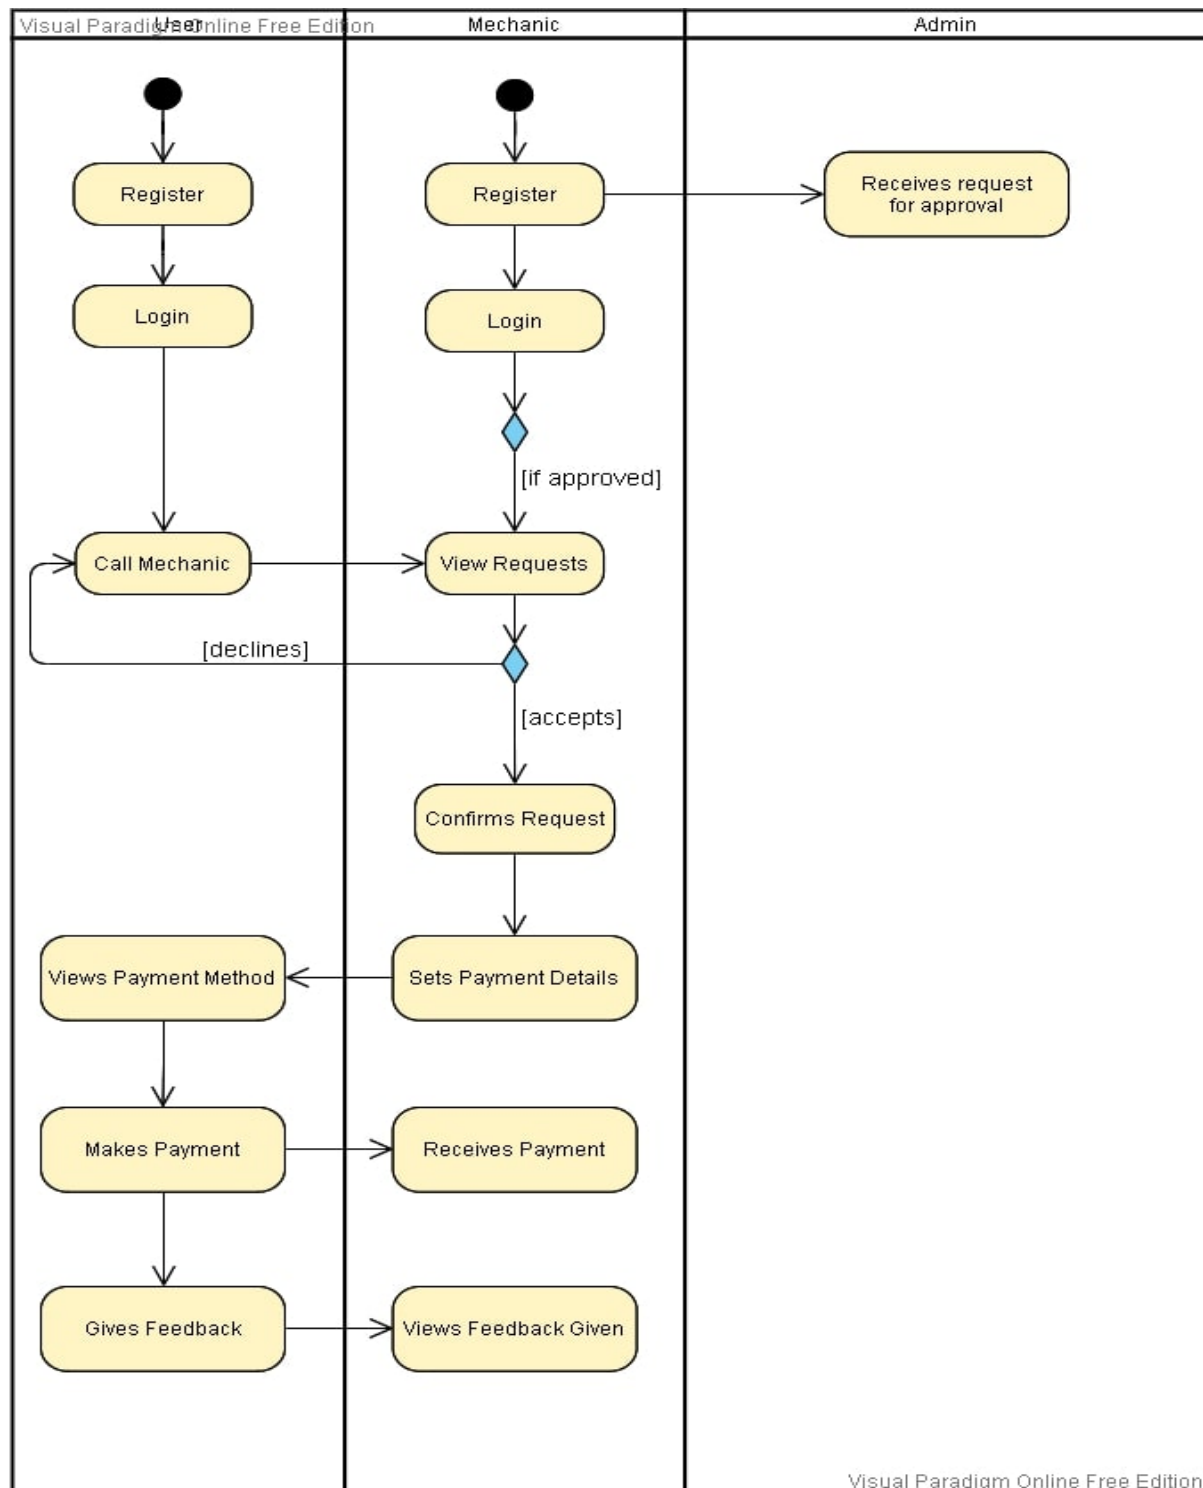 Visual Paradigm Online Free Edition
User
Mechanic
Admin
Register
Register
Receives request
for approval
Login
Login
[if approved]
Call Mechanic
View Requests
[declines]
[accepts]
Confirms Request
Views Payment Method
Sets Payment Details
Makes Payment
Receives Payment
Gives Feedback
Views Feedback Given
Visual Paradigm Online Free Edition